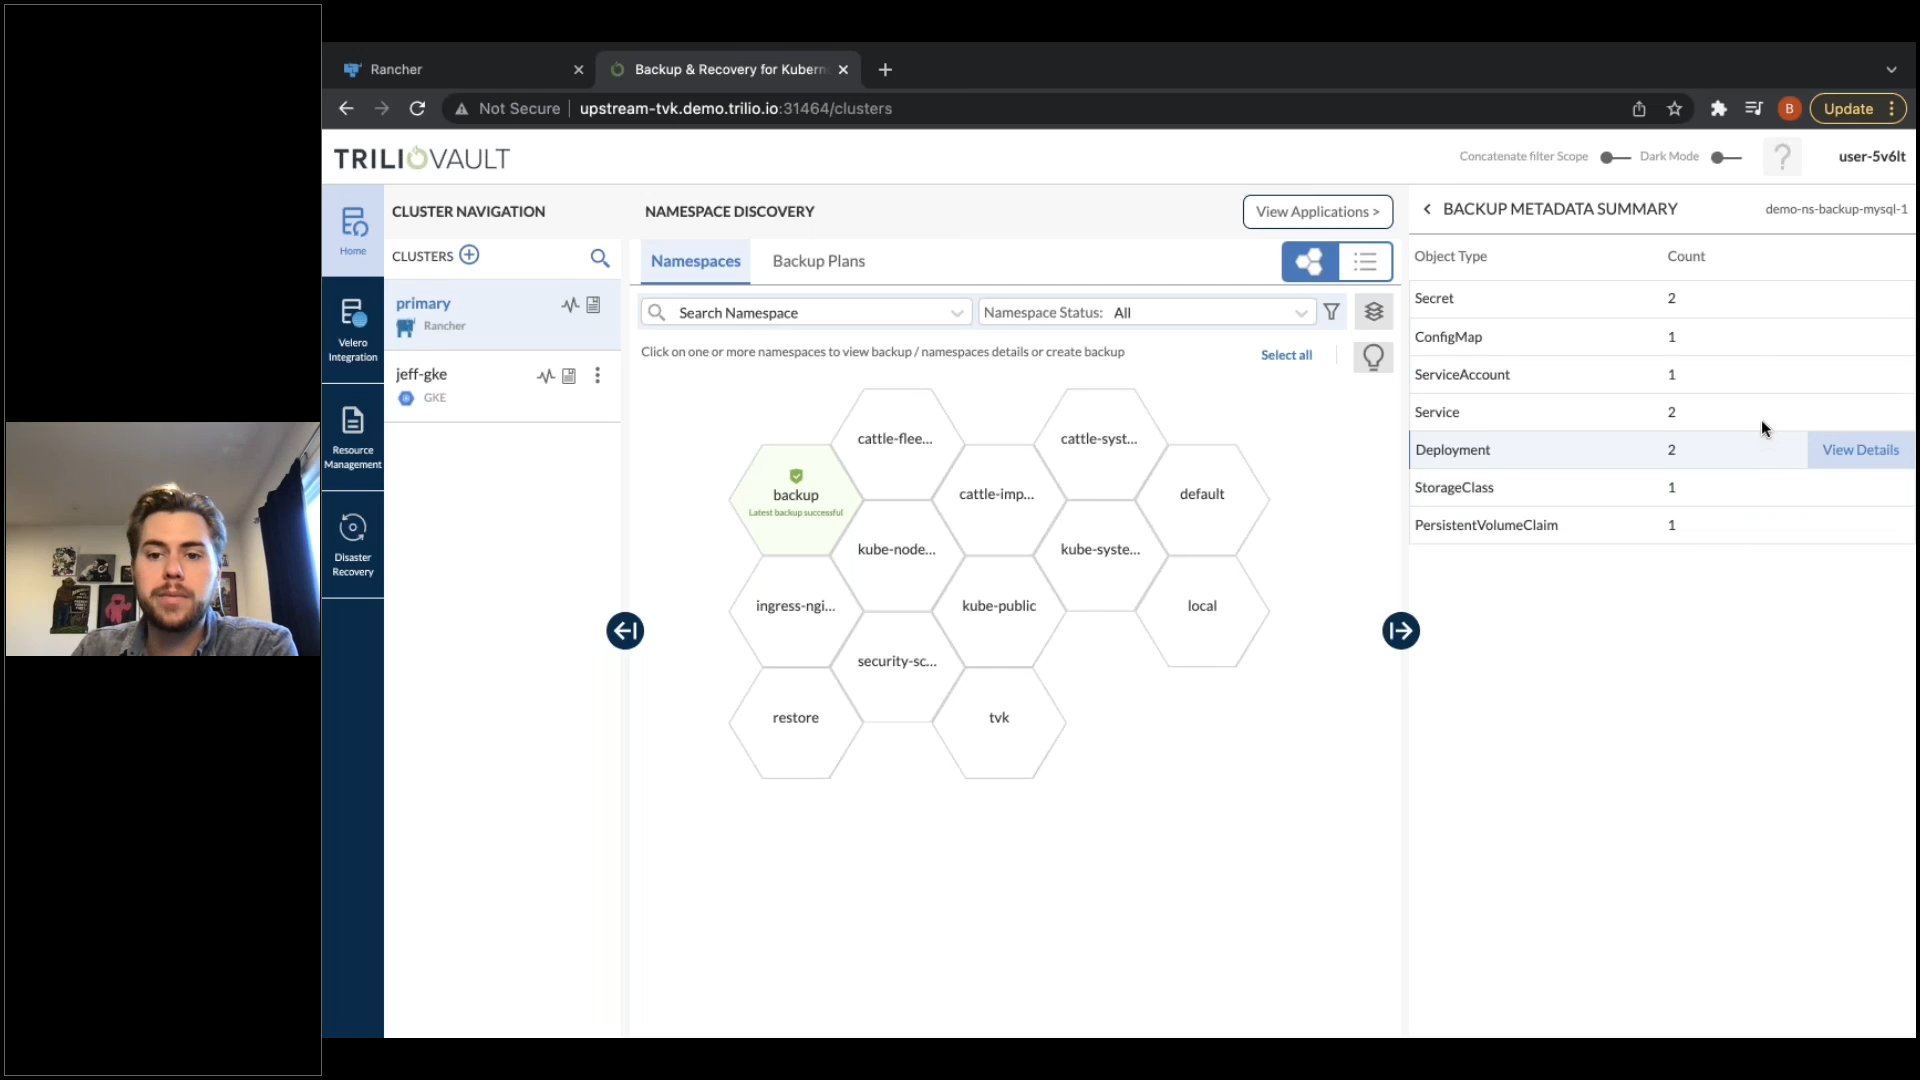 Rancher
Backup & Recovery for Kubern
Not Secure
upstream-tvk.demo.trilio.io:31464/clusters
B
Update
TRILIOVAULT
Concatenate filter Scope
Dark Mode
?
user-5v6lt
Home
Velero
Integration
Resource
Management
Disaster
Recovery
CLUSTER NAVIGATION
CLUSTERS
primary
Rancher
jeff-gke
GKE
NAMESPACE DISCOVERY
View Applications >
Namespaces
Backup Plans
Search Namespace
Namespace Status: All
Click on one or more namespaces to view backup / namespaces details or create backup
Select all
cattle-flee...
cattle-syst...
backup
Latest backup successful
cattle-imp...
default
kube-node...
kube-syste...
ingress-ngi...
kube-public
local
security-sc...
restore
tvk
BACKUP METADATA SUMMARY
demo-ns-backup-mysql-1
Object Type Count
Secret 2
ConfigMap 1
ServiceAccount 1
Service 2
Deployment 2 View Details
StorageClass 1
PersistentVolumeClaim 1